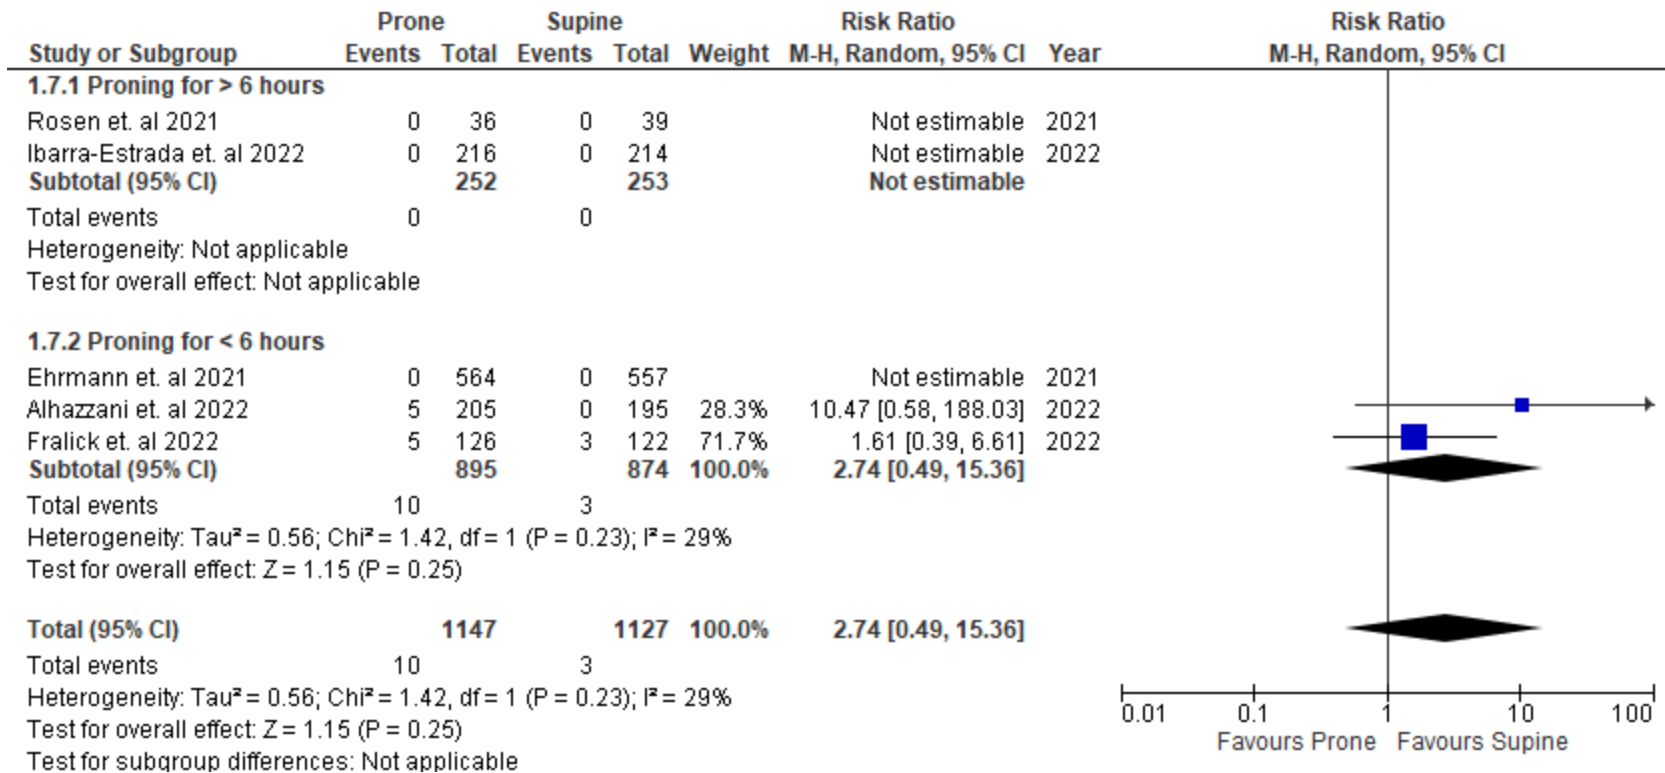 Prone Supine Risk Ratio Risk Ratio
Study or Subgroup Events Total Events Total Weight M-H, Random, 95% CI Year M-H, Random, 95% CI
1.7.1 Proning for > 6 hours
Rosen et. al 2021 0 36 0 39 Not estimable 2021
Ibarra-Estrada et. al 2022 0 216 0 214 Not estimable 2022
Subtotal (95% CI) 252 253 Not estimable
Total events 0 0
Heterogeneity: Not applicable
Test for overall effect: Not applicable
1.7.2 Proning for < 6 hours
Ehrmann et. al 2021 0 564 0 557 Not estimable 2021
Alhazzani et. al 2022 5 205 0 195 28.3% 10.47 [0.58, 188.03] 2022
Fralick et. al 2022 5 126 3 122 71.7% 1.61 [0.39, 6.61] 2022
Subtotal (95% CI) 895 874 100.0% 2.74 [0.49, 15.36]
Total events 10 3
Heterogeneity: Tau² = 0.56; Chi² = 1.42, df = 1 (P = 0.23); I² = 29%
Test for overall effect: Z = 1.15 (P = 0.25)
Total (95% CI) 1147 1127 100.0% 2.74 [0.49, 15.36]
Total events 10 3
Heterogeneity: Tau² = 0.56; Chi² = 1.42, df = 1 (P = 0.23); I² = 29%
Test for overall effect: Z = 1.15 (P = 0.25)
Test for subgroup differences: Not applicable
0.01 0.1 1 10 100
Favours Prone Favours Supine